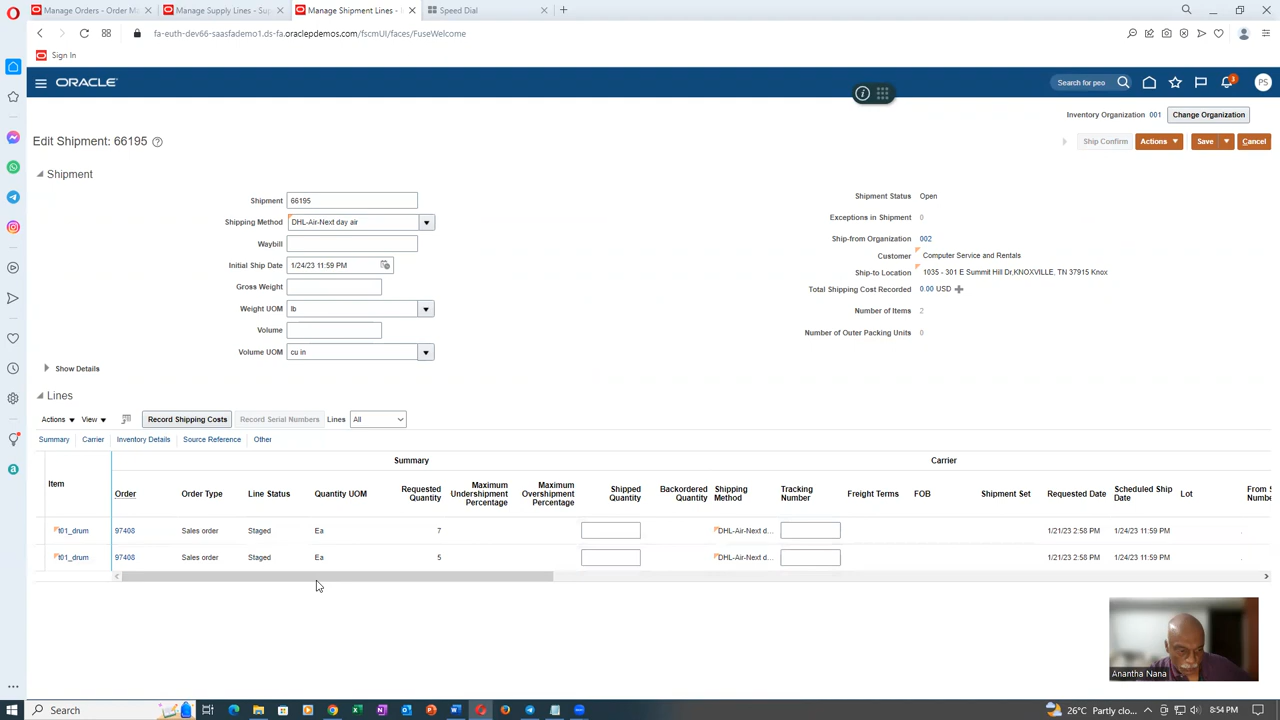 Manage Orders - Order Ma
Manage Supply Lines - Sup
Manage Shipment Lines -
Speed Dial
fa-euth-dev66-saasfademo1.ds-fa.oraclepdemos.com/fscmUI/faces/FuseWelcome
Sign In
ORACLE
Search for peo
3
PS
Inventory Organization 001 Change Organization
Edit Shipment: 66195
Ship Confirm Actions Save Cancel
Shipment
Shipment 66195
Shipping Method DHL-Air-Next day air
Waybill
Initial Ship Date 1/24/23 11:59 PM
Gross Weight
Weight UOM lb
Volume
Volume UOM cu in
Shipment Status Open
Exceptions in Shipment 0
Ship-from Organization 002
Customer Computer Service and Rentals
Ship-to Location 1035 - 301 E Summit Hill Dr,KNOXVILLE, TN 37915 Knox
Total Shipping Cost Recorded 0.00 USD
Number of Items 2
Number of Outer Packing Units 0
Show Details
Lines
Actions View Record Shipping Costs Record Serial Numbers Lines All
Summary Carrier Inventory Details Source Reference Other
Summary Carrier
Item Order Order Type Line Status Quantity UOM Requested Quantity Maximum Undershipment Percentage Maximum Overshipment Percentage Shipped Quantity Backordered Quantity Shipping Method Tracking Number Freight Terms FOB Shipment Set Requested Date Scheduled Ship Date Lot From S Num
t01_drum 97408 Sales order Staged Ea 7 DHL-Air-Next d... 1/21/23 2:58 PM 1/24/23 11:59 PM
t01_drum 97408 Sales order Staged Ea 5 DHL-Air-Next d... 1/21/23 2:58 PM 1/24/23 11:59 PM
Anantha Nana
Search
26°C Partly clo...
8:54 PM